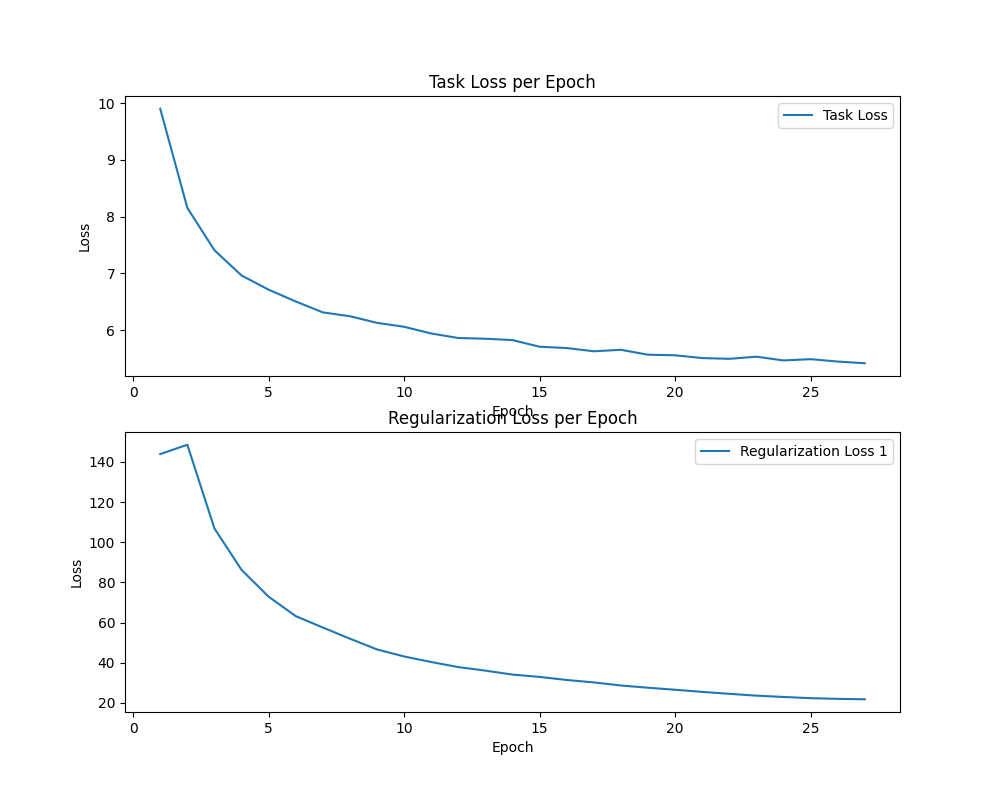 Task Loss per Epoch
Task Loss
10
9
8
7
6
Loss
0 5 10 15 20 25
Epoch
Regularization Loss per Epoch
Regularization Loss 1
140
120
100
80
60
40
20
Loss
0 5 10 15 20 25
Epoch